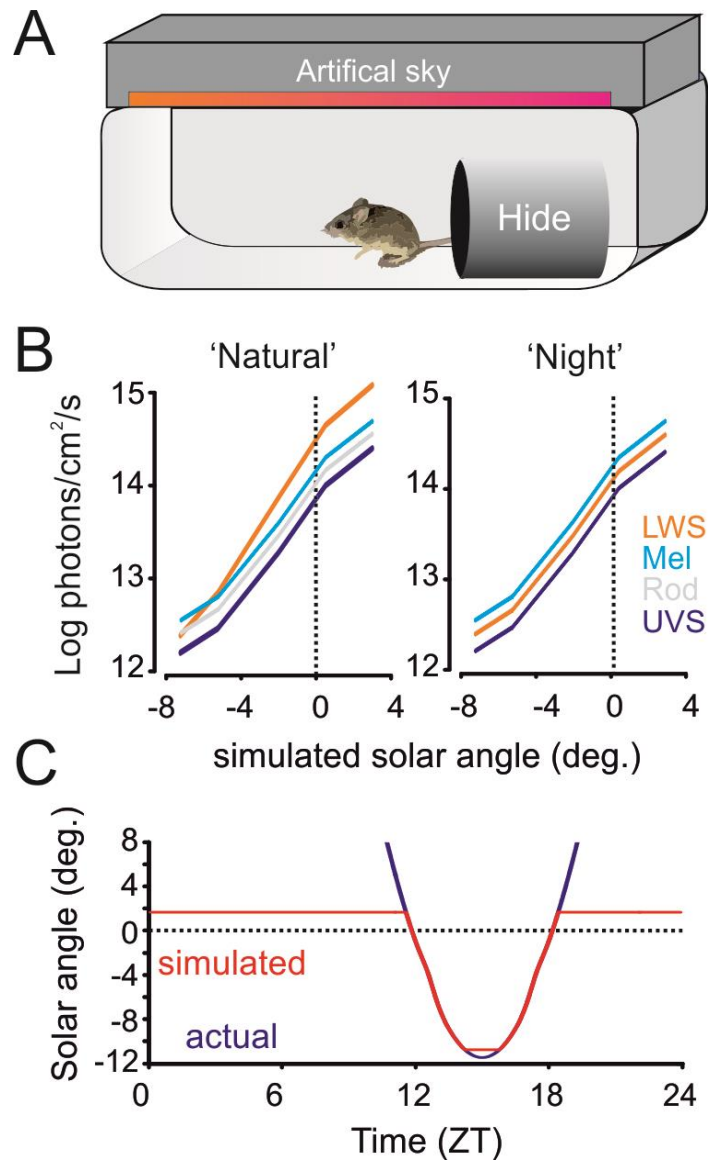 A
Artifical sky
Hide
B
'Natural'
'Night'
Log photons/cm²/s
15
14
13
12
-8 -4 0 4
15
14
13
12
-8 -4 0 4
LWS
Mel
Rod
UVS
simulated solar angle (deg.)
C
Solar angle (deg.)
8
4
0
-4
-8
-12
simulated
actual
0 6 12 18 24
Time (ZT)